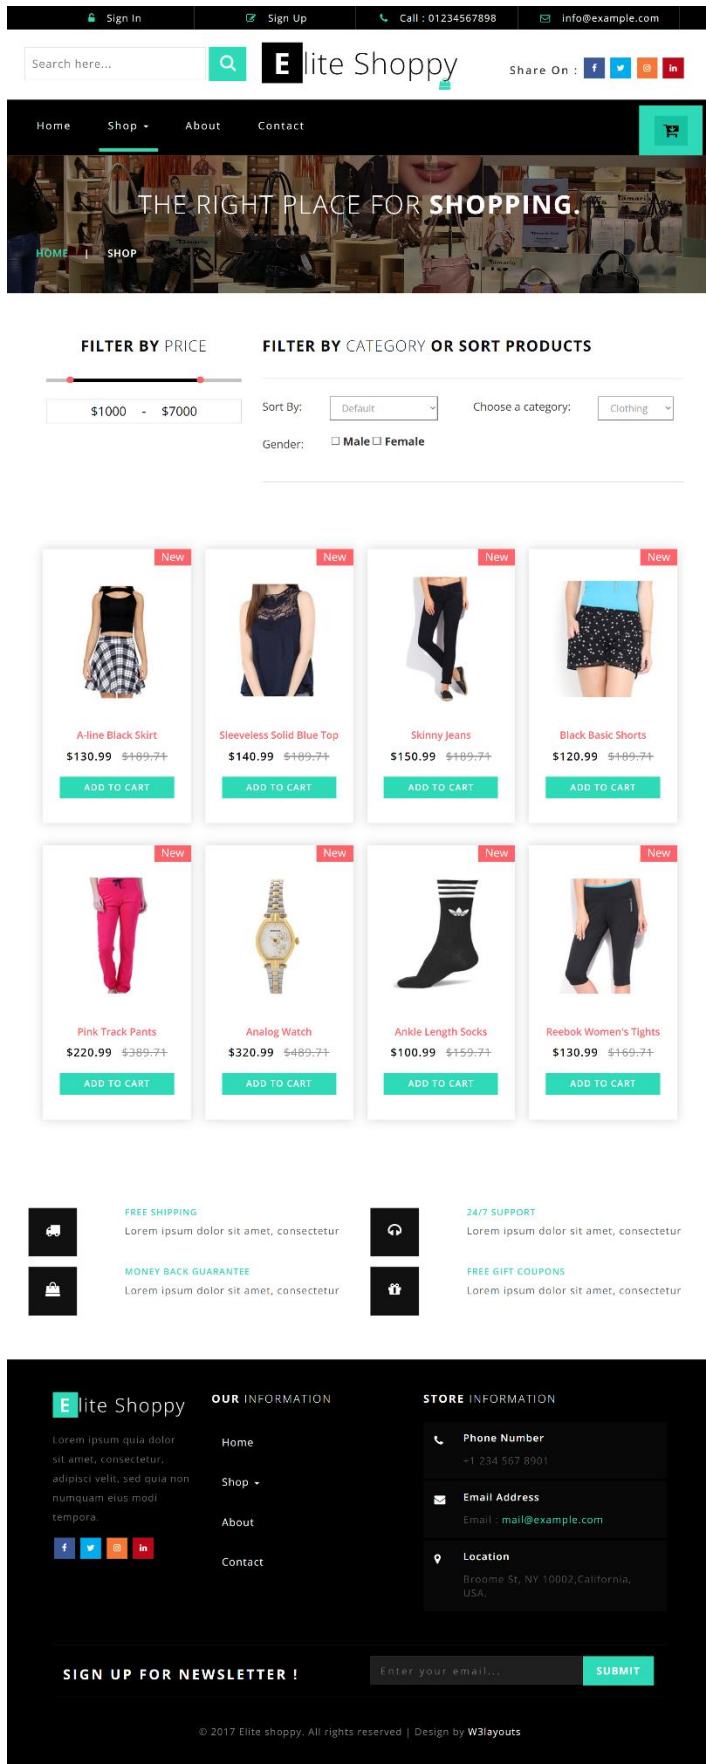 Sign In
Sign Up
Call : 01234567898
info@example.com
Search here...
Elite Shoppy
Share On :
Home
Shop
About
Contact
THE RIGHT PLACE FOR SHOPPING.
HOME | SHOP
FILTER BY PRICE
$1000 - $7000
FILTER BY CATEGORY OR SORT PRODUCTS
Sort By:
Default
Choose a category:
Clothing
Gender:
Male
Female
New
New
New
New
A-line Black Skirt
Sleeveless Solid Blue Top
Skinny Jeans
Black Basic Shorts
$130.99 $189.71
$140.99 $189.71
$150.99 $189.71
$120.99 $189.71
ADD TO CART
ADD TO CART
ADD TO CART
ADD TO CART
New
New
New
New
Pink Track Pants
Analog Watch
Ankle Length Socks
Reebok Women's Tights
$220.99 $389.71
$320.99 $489.71
$100.99 $159.71
$130.99 $169.71
ADD TO CART
ADD TO CART
ADD TO CART
ADD TO CART
FREE SHIPPING
Lorem ipsum dolor sit amet, consectetur
24/7 SUPPORT
Lorem ipsum dolor sit amet, consectetur
MONEY BACK GUARANTEE
Lorem ipsum dolor sit amet, consectetur
FREE GIFT COUPONS
Lorem ipsum dolor sit amet, consectetur
Elite Shoppy
Lorem ipsum quia dolor
sit amet, consectetur,
adipisci velit, sed quia non
numquam eius modi
tempora.
OUR INFORMATION
Home
Shop
About
Contact
STORE INFORMATION
Phone Number
+1 234 567 8901
Email Address
Email : mail@example.com
Location
Broome St, NY 10002,California,
USA.
SIGN UP FOR NEWSLETTER !
Enter your email...
SUBMIT
© 2017 Elite shoppy. All rights reserved | Design by W3layouts